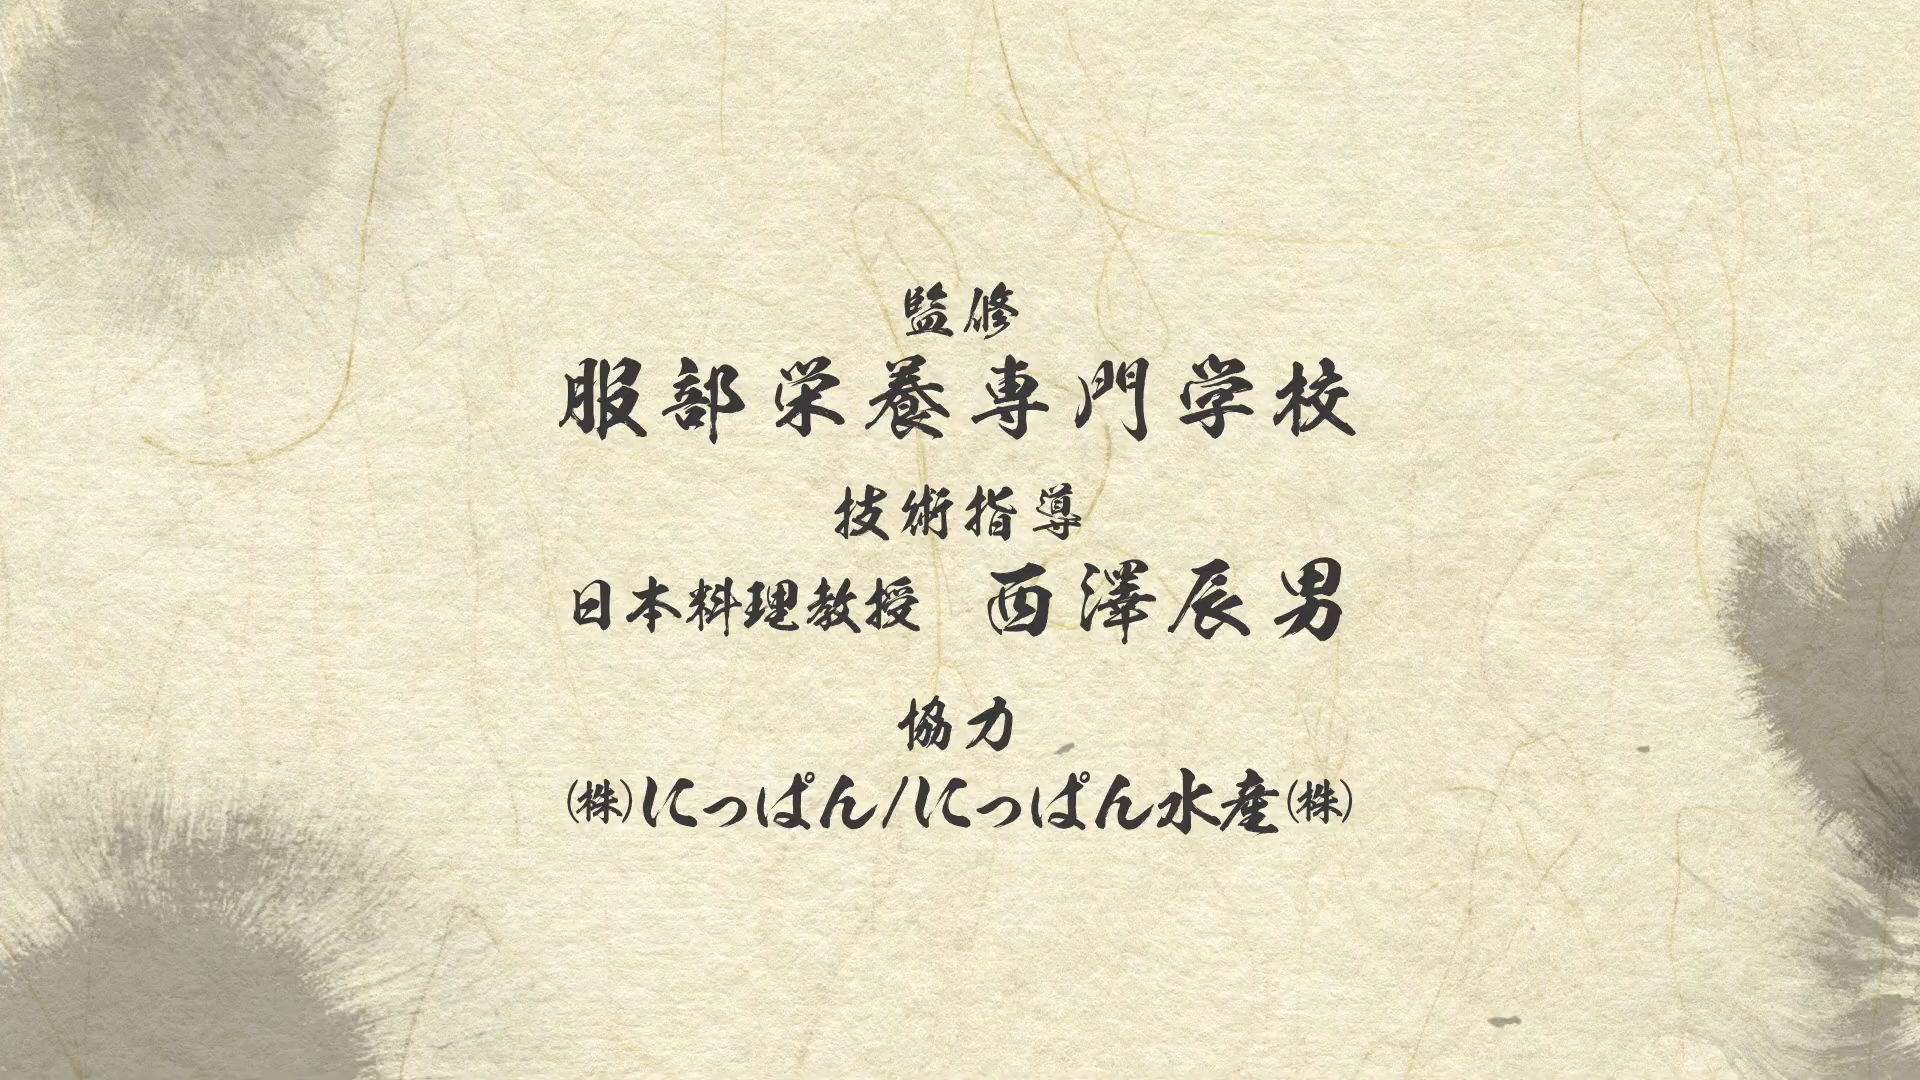 監修
服部栄養専門学校
技術指導
日本料理教授 西澤辰男
協力
㈱にっぱん/にっぱん水産㈱